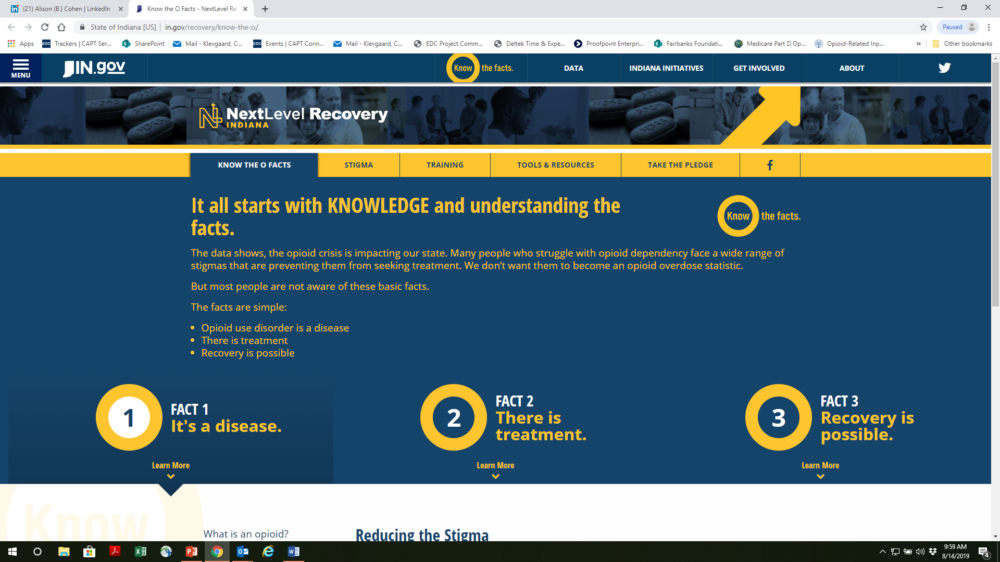 (21) Alison (B.) Cohen | LinkedIn
Know the O Facts - NextLevel Rec
State of Indiana [US] | in.gov/recovery/know-the-o/
Paused
Apps
EDC Trackers | CAPT Ser...
SharePoint
Mail - Klevgaard, C...
EDC Events | CAPT Conn...
Mail - Klevgaard, C...
EDC Project Comm...
Deltek Time & Expe...
Proofpoint Enterpri...
Fairbanks Foundati...
Medicare Part D Op...
Opioid-Related Inp...
» Other bookmarks
MENU
IN.gov
Know the facts.
DATA
INDIANA INITIATIVES
GET INVOLVED
ABOUT
NextLevel Recovery
INDIANA
KNOW THE O FACTS
STIGMA
TRAINING
TOOLS & RESOURCES
TAKE THE PLEDGE
It all starts with KNOWLEDGE and understanding the
facts.
Know the facts.
The data shows, the opioid crisis is impacting our state. Many people who struggle with opioid dependency face a wide range of
stigmas that are preventing them from seeking treatment. We don’t want them to become an opioid overdose statistic.
But most people are not aware of these basic facts.
The facts are simple:
• Opioid use disorder is a disease
• There is treatment
• Recovery is possible
1
FACT 1
It's a disease.
Learn More
2
FACT 2
There is
treatment.
Learn More
3
FACT 3
Recovery is
possible.
Learn More
Know
What is an opioid?
Reducing the Stigma
9:59 AM
8/14/2019
4